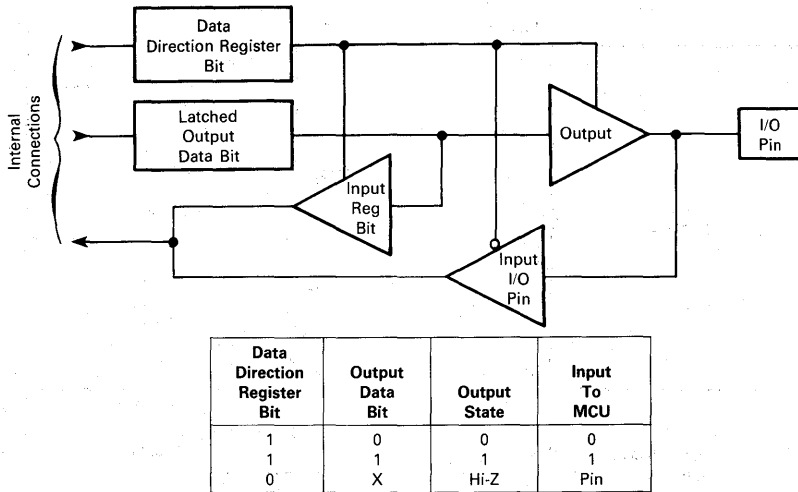 Data
Direction Register
Bit
Latched
Output
Data Bit
Internal
Connections
Input
Reg
Bit
Output
I/O
Pin
Input
I/O
Pin
Data Direction Register Bit | Output Data Bit | Output State | Input To MCU
1 | 0 | 0 | 0
1 | 1 | 1 | 1
0 | X | Hi-Z | Pin